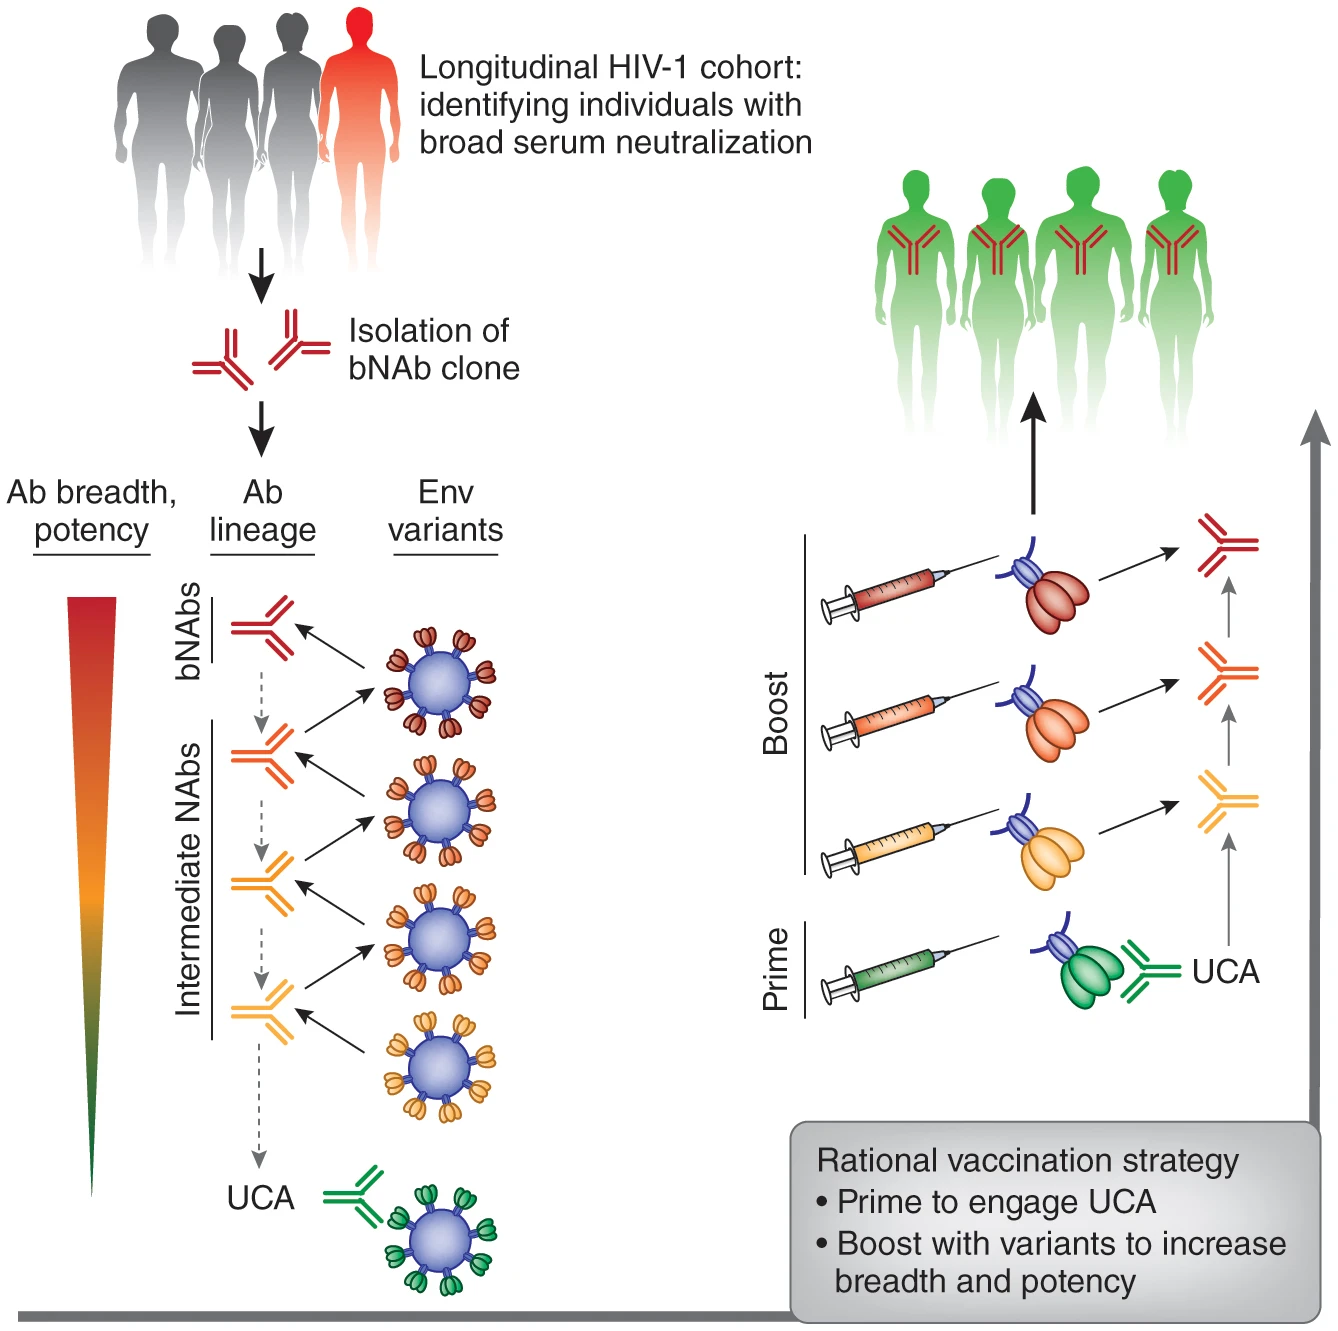 Longitudinal HIV-1 cohort:
identifying individuals with
broad serum neutralization
Isolation of
bNAb clone
Ab breadth,
potency
Ab
lineage
Env
variants
bNAbs
Intermediate NAbs
UCA
Boost
Prime
UCA
Rational vaccination strategy
• Prime to engage UCA
• Boost with variants to increase
breadth and potency